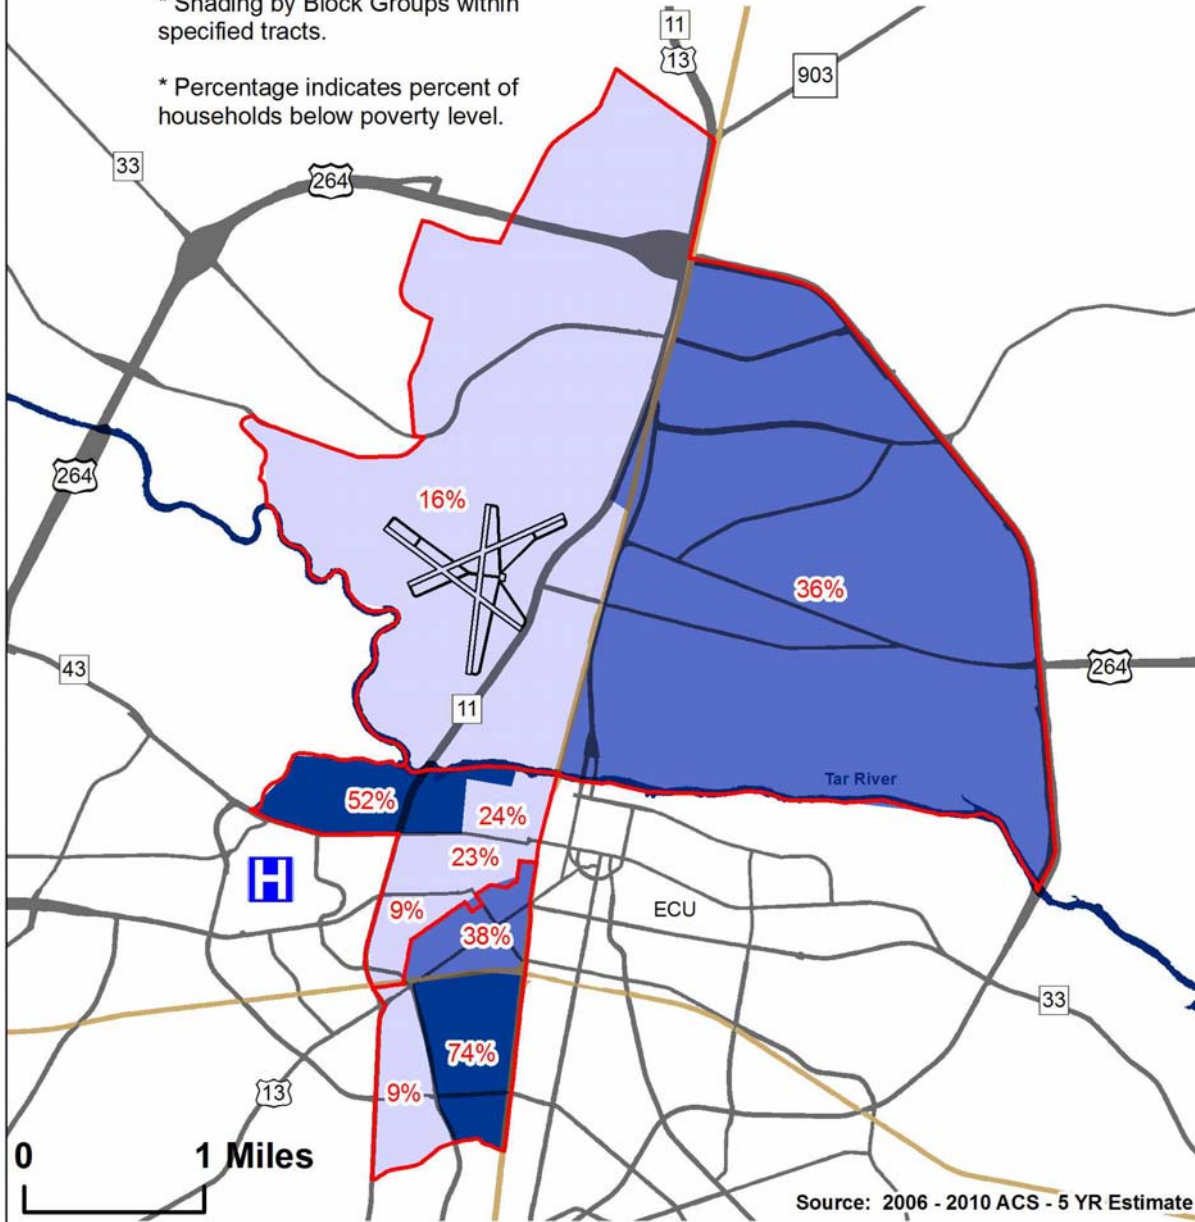 * Shading by Block Groups within
specified tracts.
* Percentage indicates percent of
households below poverty level.
11
13
903
33
264
264
16%
36%
43
264
11
Tar River
52%
24%
23%
H
9%
38%
ECU
33
74%
9%
13
0 1 Miles
Source: 2006 - 2010 ACS - 5 YR Estimate